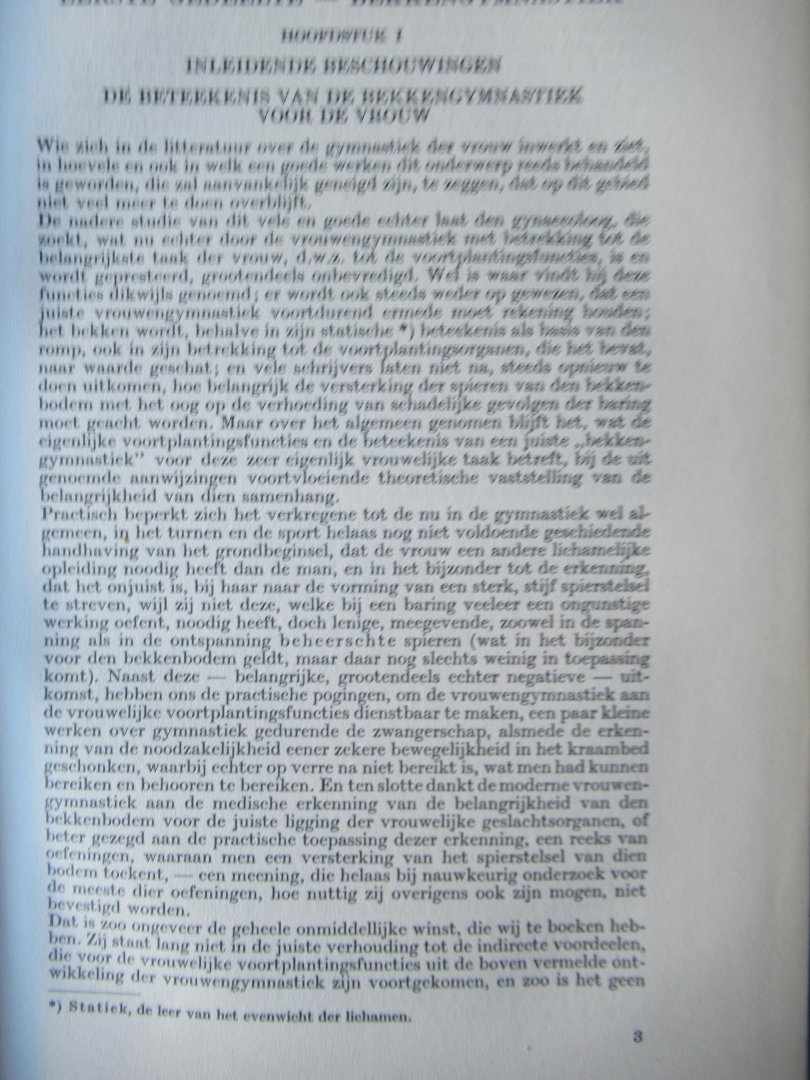 EERSTE GEDEELTE — BEKKENGYMNASTIEK
HOOFDSTUK I
INLEIDENDE BESCHOUWINGEN
DE BETEEKENIS VAN DE BEKKENGYMNASTIEK
VOOR DE VROUW
Wie zich in de litteratuur over de gymnastiek der vrouw inwerkt en ziet,
in hoevele en ook in welk een goede werken dit onderwerp reeds behandeld
is geworden, die zal aanvankelijk geneigd zijn, te zeggen, dat op dit gebied
niet veel meer te doen overblijft.
De nadere studie van dit vele en goede echter laat den gynaecoloog, die
zoekt, wat nu echter door de vrouwengymnastiek met betrekking tot de
belangrijkste taak der vrouw, d.w.z. tot de voortplantingsfuncties, is en
wordt gepresteerd, grootendeels onbevredigd. Wel is waar vindt hij deze
functies dikwijls genoemd; er wordt ook steeds weder op gewezen, dat een
juiste vrouwengymnastiek voortdurend ermede moet rekening houden;
het bekken wordt, behalve in zijn statische *) beteekenis als basis van den
romp, ook in zijn betrekking tot de voortplantingsorganen, die het bevat,
naar waarde geschat; en vele schrijvers laten niet na, steeds opnieuw te
doen uitkomen, hoe belangrijk de versterking der spieren van den bekken-
bodem met het oog op de verhoeding van schadelijke gevolgen der baring
moet geacht worden. Maar over het algemeen genomen blijft het, wat de
eigenlijke voortplantingsfuncties en de beteekenis van een juiste „bekken-
gymnastiek” voor deze zeer eigenlijk vrouwelijke taak betreft, bij de uit
genoemde aanwijzingen voortvloeiende theoretische vaststelling van de
belangrijkheid van dien samenhang.
Practisch beperkt zich het verkregene tot de nu in de gymnastiek wel al-
gemeen, in het turnen en de sport helaas nog niet voldoende geschiedende
handhaving van het grondbeginsel, dat de vrouw een andere lichamelijke
opleiding noodig heeft dan de man, en in het bijzonder tot de erkenning,
dat het onjuist is, bij haar naar de vorming van een sterk, stijf spierstelsel
te streven, wijl zij niet deze, welke bij een baring veeleer een ongunstige
werking oefent, noodig heeft, doch lenige, meegevende, zoowel in de span-
ning als in de ontspanning beheerschte spieren (wat in het bijzonder
voor den bekkenbodem geldt, maar daar nog slechts weinig in toepassing
komt). Naast deze — belangrijke, grootendeels echter negatieve — uit-
komst, hebben ons de practische pogingen, om de vrouwengymnastiek aan
de vrouwelijke voortplantingsfuncties dienstbaar te maken, een paar kleine
werken over gymnastiek gedurende de zwangerschap, alsmede de erken-
ning van de noodzakelijkheid eener zekere bewegelijkheid in het kraambed
geschonken, waarbij echter op verre na niet bereikt is, wat men had kunnen
bereiken en behooren te bereiken. En ten slotte dankt de moderne vrouwen-
gymnastiek aan de medische erkenning van de belangrijkheid van den
bekkenbodem voor de juiste ligging der vrouwelijke geslachtsorganen, of
beter gezegd aan de practische toepassing dezer erkenning, een reeks van
oefeningen, waaraan men een versterking van het spierstelsel van dien
bodem toekent, — een meening, die helaas bij nauwkeurig onderzoek voor
de meeste dier oefeningen, hoe nuttig zij overigens ook zijn mogen, niet
bevestigd worden.
Dat is zoo ongeveer de geheele onmiddellijke winst, die wij te boeken heb-
ben. Zij staat lang niet in de juiste verhouding tot de indirecte voordeelen,
die voor de vrouwelijke voortplantingsfuncties uit de boven vermelde ont-
wikkeling der vrouwengymnastiek zijn voortgekomen, en zoo is het geen
*) Statiek, de leer van het evenwicht der lichamen.
3